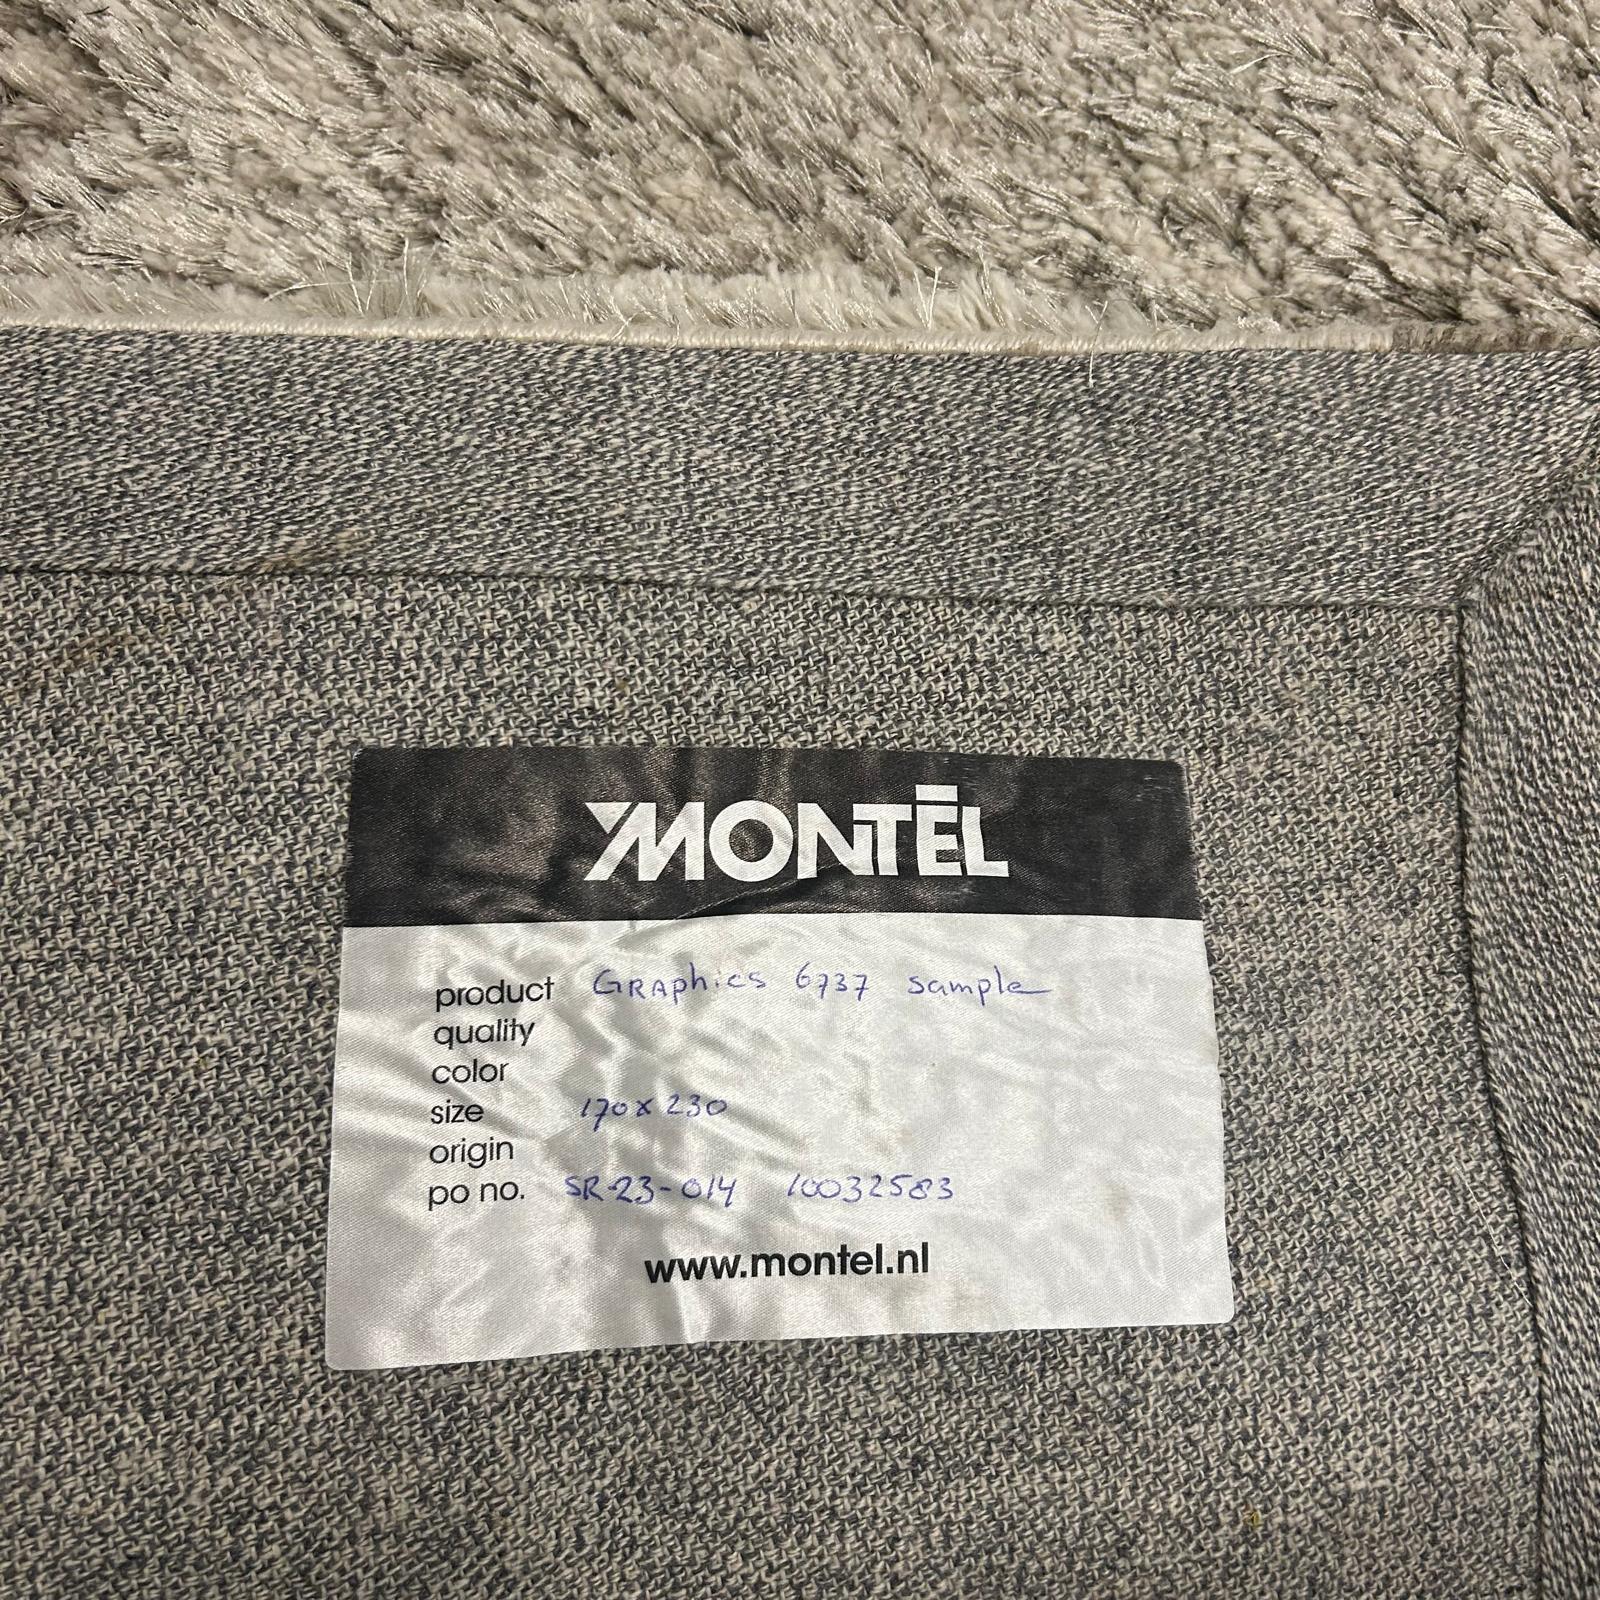 MONTĒL
product GRAphics 6737 sample
quality
color
size 170 x 230
origin
po no. SR-23-014 10032583
www.montel.nl